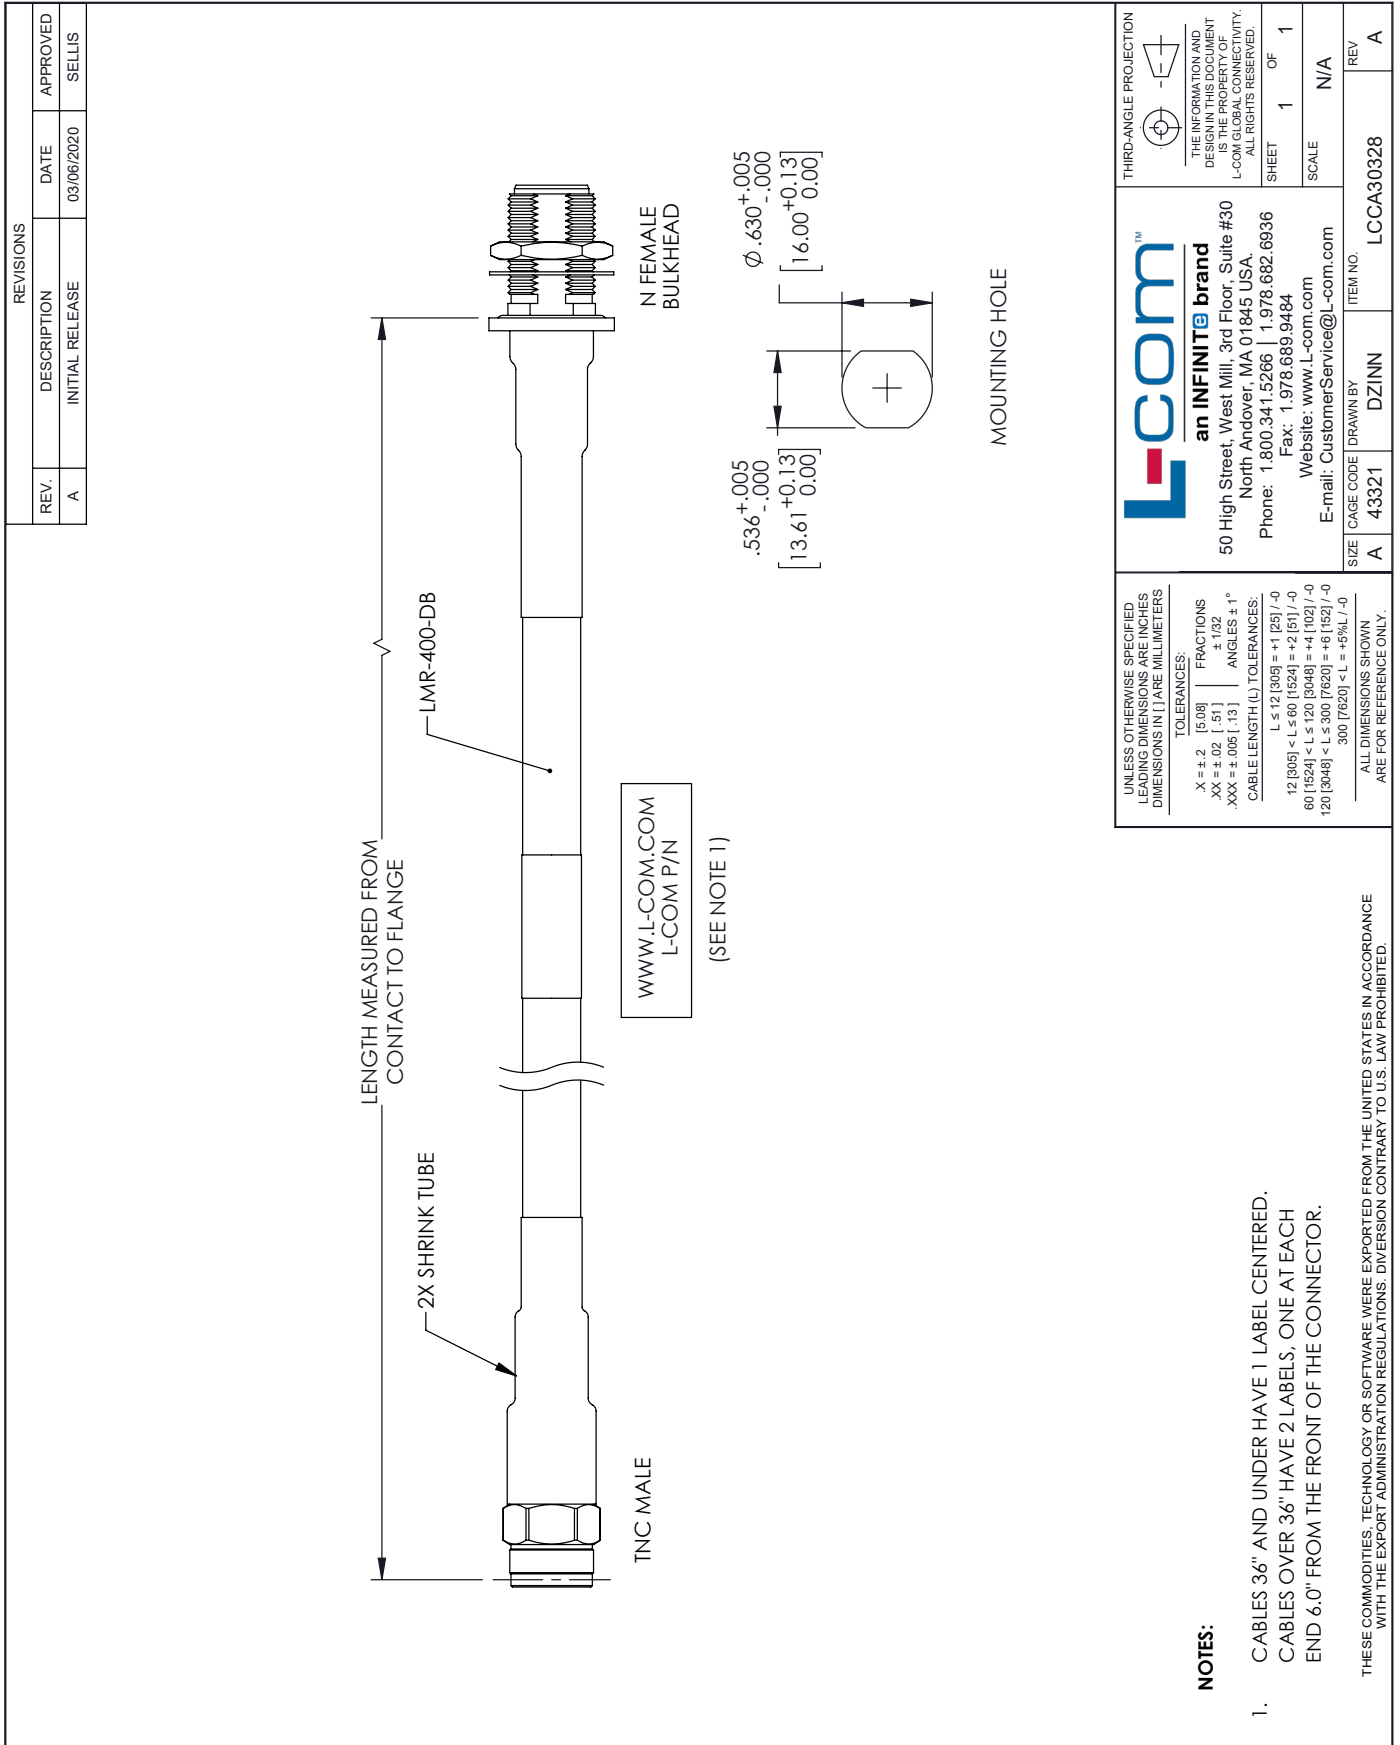 REVISIONS
REV. DESCRIPTION DATE APPROVED
A INITIAL RELEASE 03/06/2020 SELLIS
LENGTH MEASURED FROM
CONTACT TO FLANGE
2X SHRINK TUBE
LMR-400-DB
TNC MALE
WWW.L-COM.COM
L-COM P/N
(SEE NOTE 1)
N FEMALE
BULKHEAD
.536 +.005 -.000
[13.61 +0.13 0.00]
Ø.630 +.005 -.000
[16.00 +0.13 0.00]
MOUNTING HOLE
NOTES:
1. CABLES 36" AND UNDER HAVE 1 LABEL CENTERED.
CABLES OVER 36" HAVE 2 LABELS, ONE AT EACH
END 6.0" FROM THE FRONT OF THE CONNECTOR.
THESE COMMODITIES, TECHNOLOGY OR SOFTWARE WERE EXPORTED FROM THE UNITED STATES IN ACCORDANCE
WITH THE EXPORT ADMINISTRATION REGULATIONS. DIVERSION CONTRARY TO U.S. LAW PROHIBITED.
UNLESS OTHERWISE SPECIFIED
LEADING DIMENSIONS ARE INCHES
DIMENSIONS IN [ ] ARE MILLIMETERS
TOLERANCES:
.X = ± .2 [5.08] FRACTIONS
.XX = ± .02 [ .51 ] ± 1/32
.XXX = ± .005 [ .13 ] ANGLES ± 1°
CABLE LENGTH (L) TOLERANCES:
L ≤ 12 [305] = +1 [25] / -0
12 [305] < L ≤ 60 [1524] = +2 [51] / -0
60 [1524] < L ≤ 120 [3048] = +4 [102] / -0
120 [3048] < L ≤ 300 [7620] = +6 [152] / -0
300 [7620] < L = +5%L / -0
ALL DIMENSIONS SHOWN
ARE FOR REFERENCE ONLY.
L-com™
an INFINITe brand
50 High Street, West Mill, 3rd Floor, Suite #30
North Andover, MA 01845 USA.
Phone: 1.800.341.5266 | 1.978.682.6936
Fax: 1.978.689.9484
Website: www.L-com.com
E-mail: CustomerService@L-com.com
THIRD-ANGLE PROJECTION
THE INFORMATION AND
DESIGN IN THIS DOCUMENT
IS THE PROPERTY OF
L-COM GLOBAL CONNECTIVITY.
ALL RIGHTS RESERVED.
SHEET 1 OF 1
SCALE N/A
SIZE A
CAGE CODE 43321
DRAWN BY DZINN
ITEM NO. LCCA30328
REV A